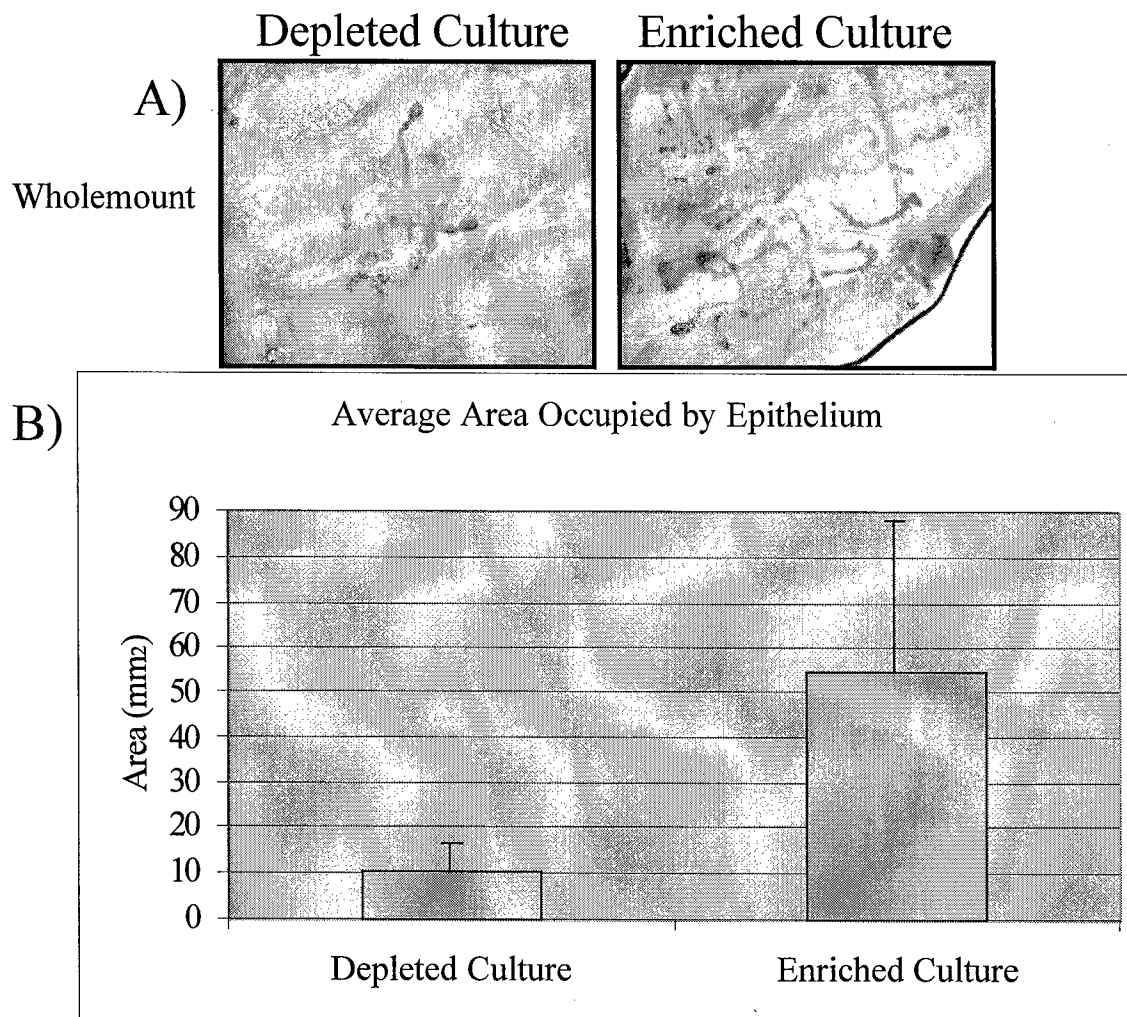 Depleted Culture Enriched Culture
A)
Wholemount
B)
Average Area Occupied by Epithelium
Area (mm2)
90
80
70
60
50
40
30
20
10
0
Depleted Culture Enriched Culture